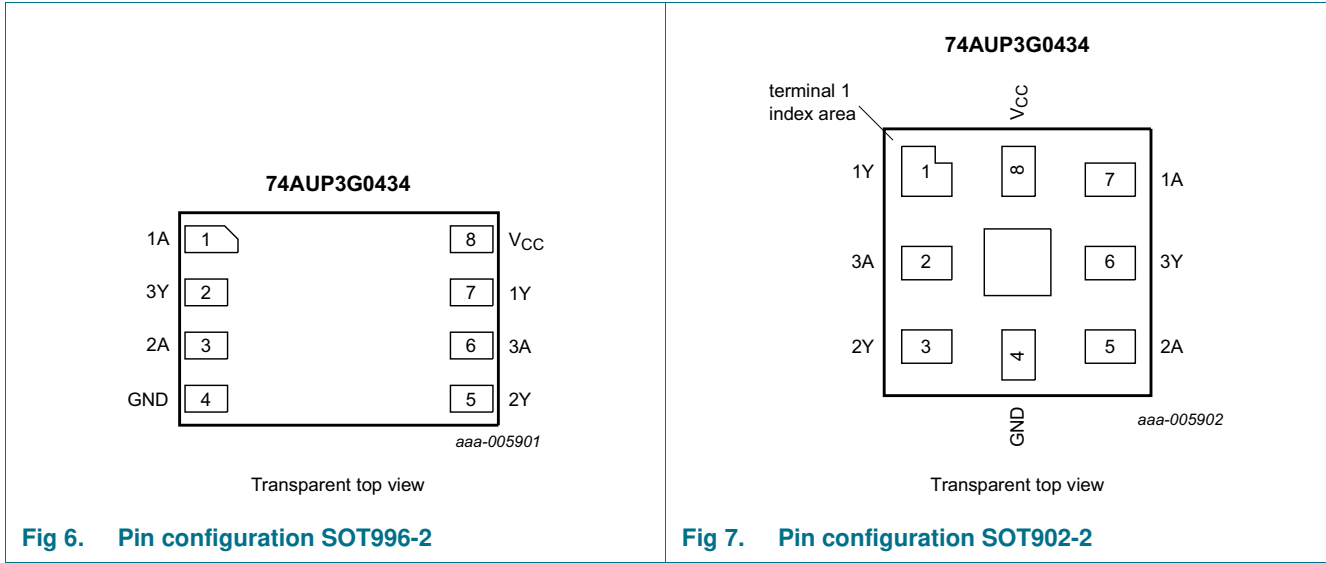 74AUP3G0434
1A 1 8 VCC
3Y 2 7 1Y
2A 3 6 3A
GND 4 5 2Y
aaa-005901
Transparent top view
Fig 6. Pin configuration SOT996-2
74AUP3G0434
terminal 1
index area
VCC
1Y 1 8 7 1A
3A 2 6 3Y
2Y 3 4 5 2A
GND
aaa-005902
Transparent top view
Fig 7. Pin configuration SOT902-2